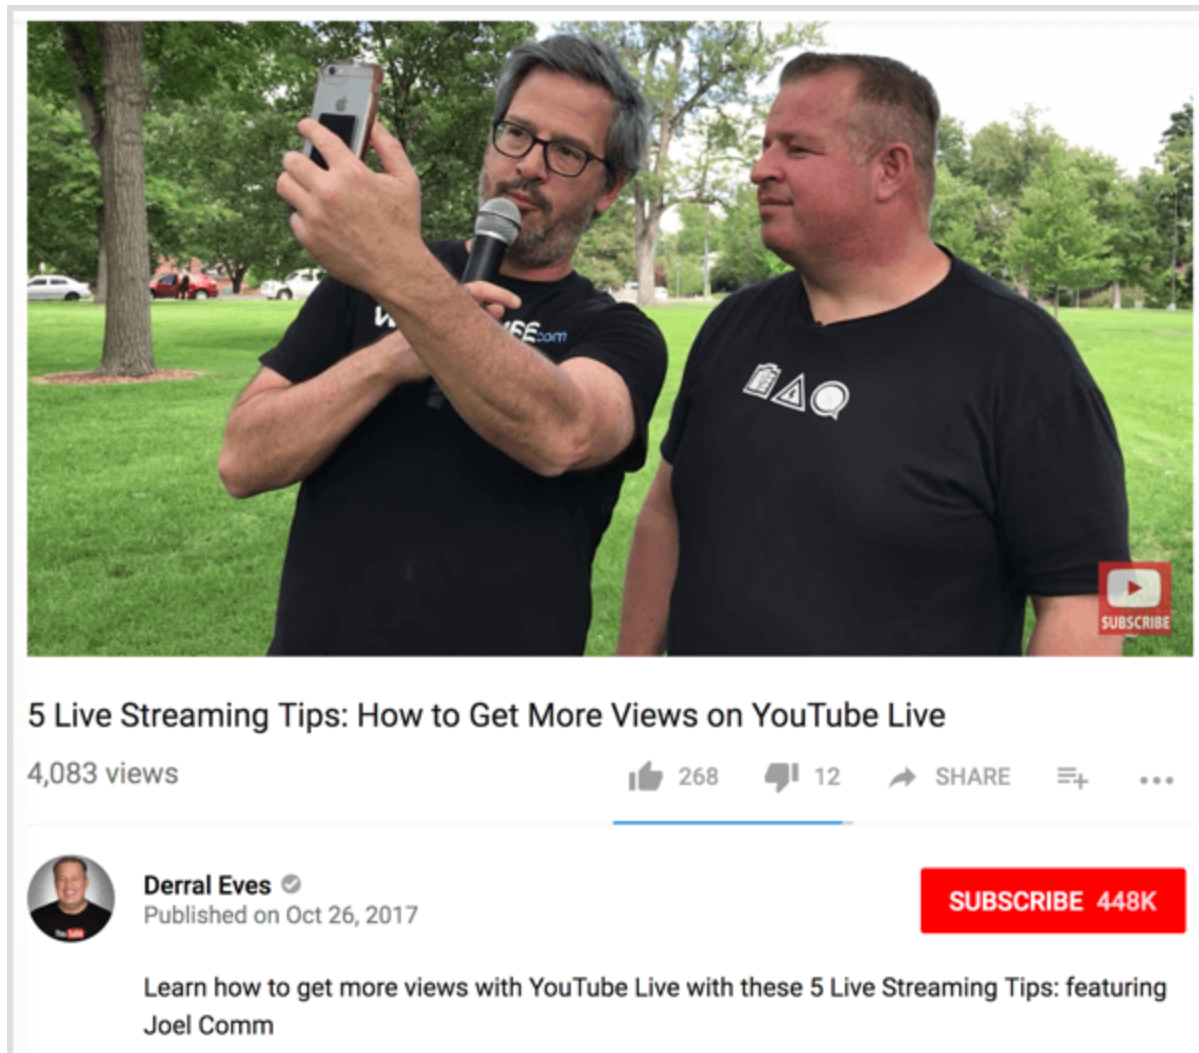 .com
SUBSCRIBE
5 Live Streaming Tips: How to Get More Views on YouTube Live
4,083 views
268
12
SHARE
Derral Eves
Published on Oct 26, 2017
SUBSCRIBE 448K
Learn how to get more views with YouTube Live with these 5 Live Streaming Tips: featuring
Joel Comm